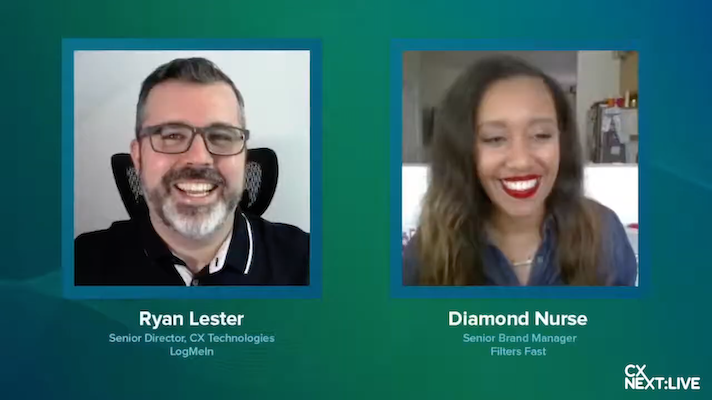 Ryan Lester
Senior Director, CX Technologies
LogMeIn
Diamond Nurse
Senior Brand Manager
Filters Fast
CX
NEXT:LIVE